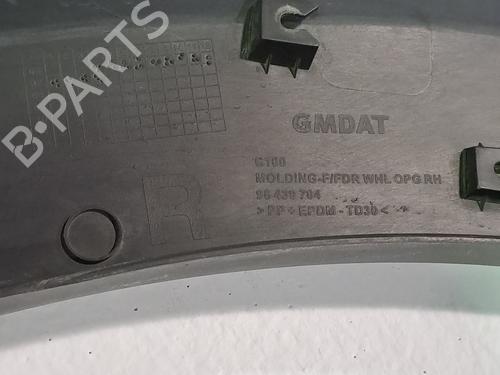 B-PARTS
GMDAT
C100
MOLDING-F/FDR WHL OPG RH
96 439 704
> PP + EPDM - TD30 <
R